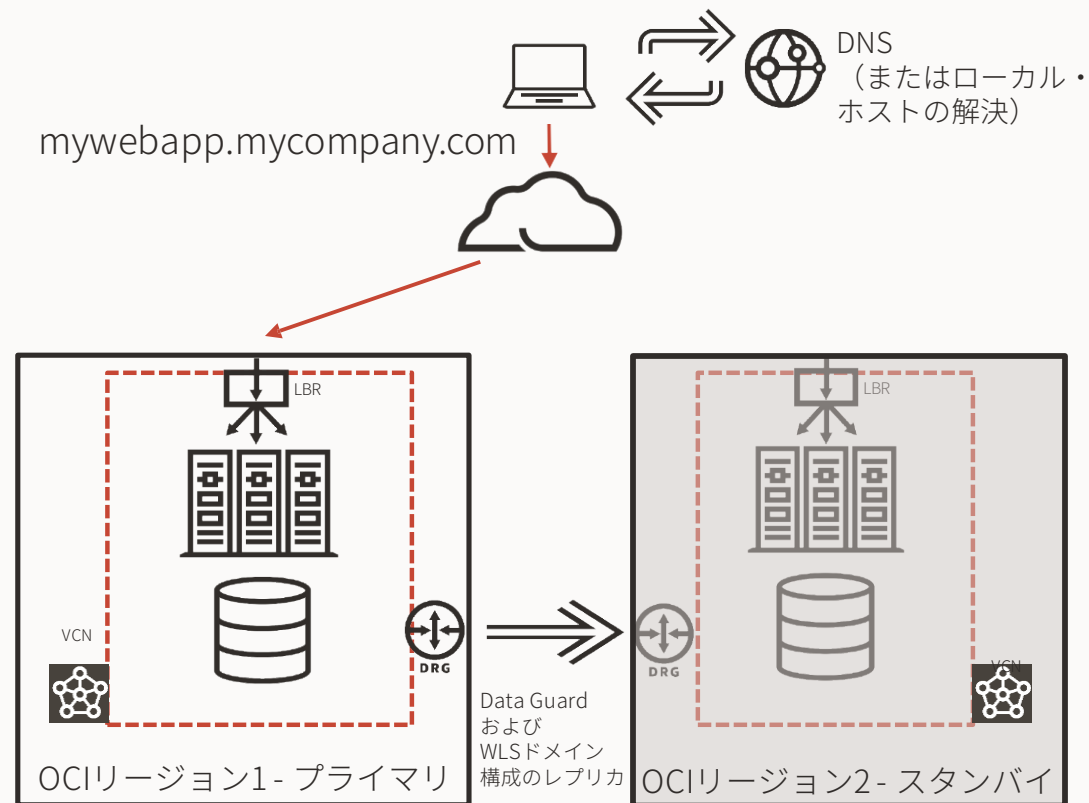 DNS
（またはローカル・
ホストの解決）
mywebapp.mycompany.com
LBR
LBR
VCN
DRG
DRG
VCN
Data Guard
および
WLSドメイン
構成のレプリカ
OCIリージョン1 - プライマリ
OCIリージョン2 - スタンバイ